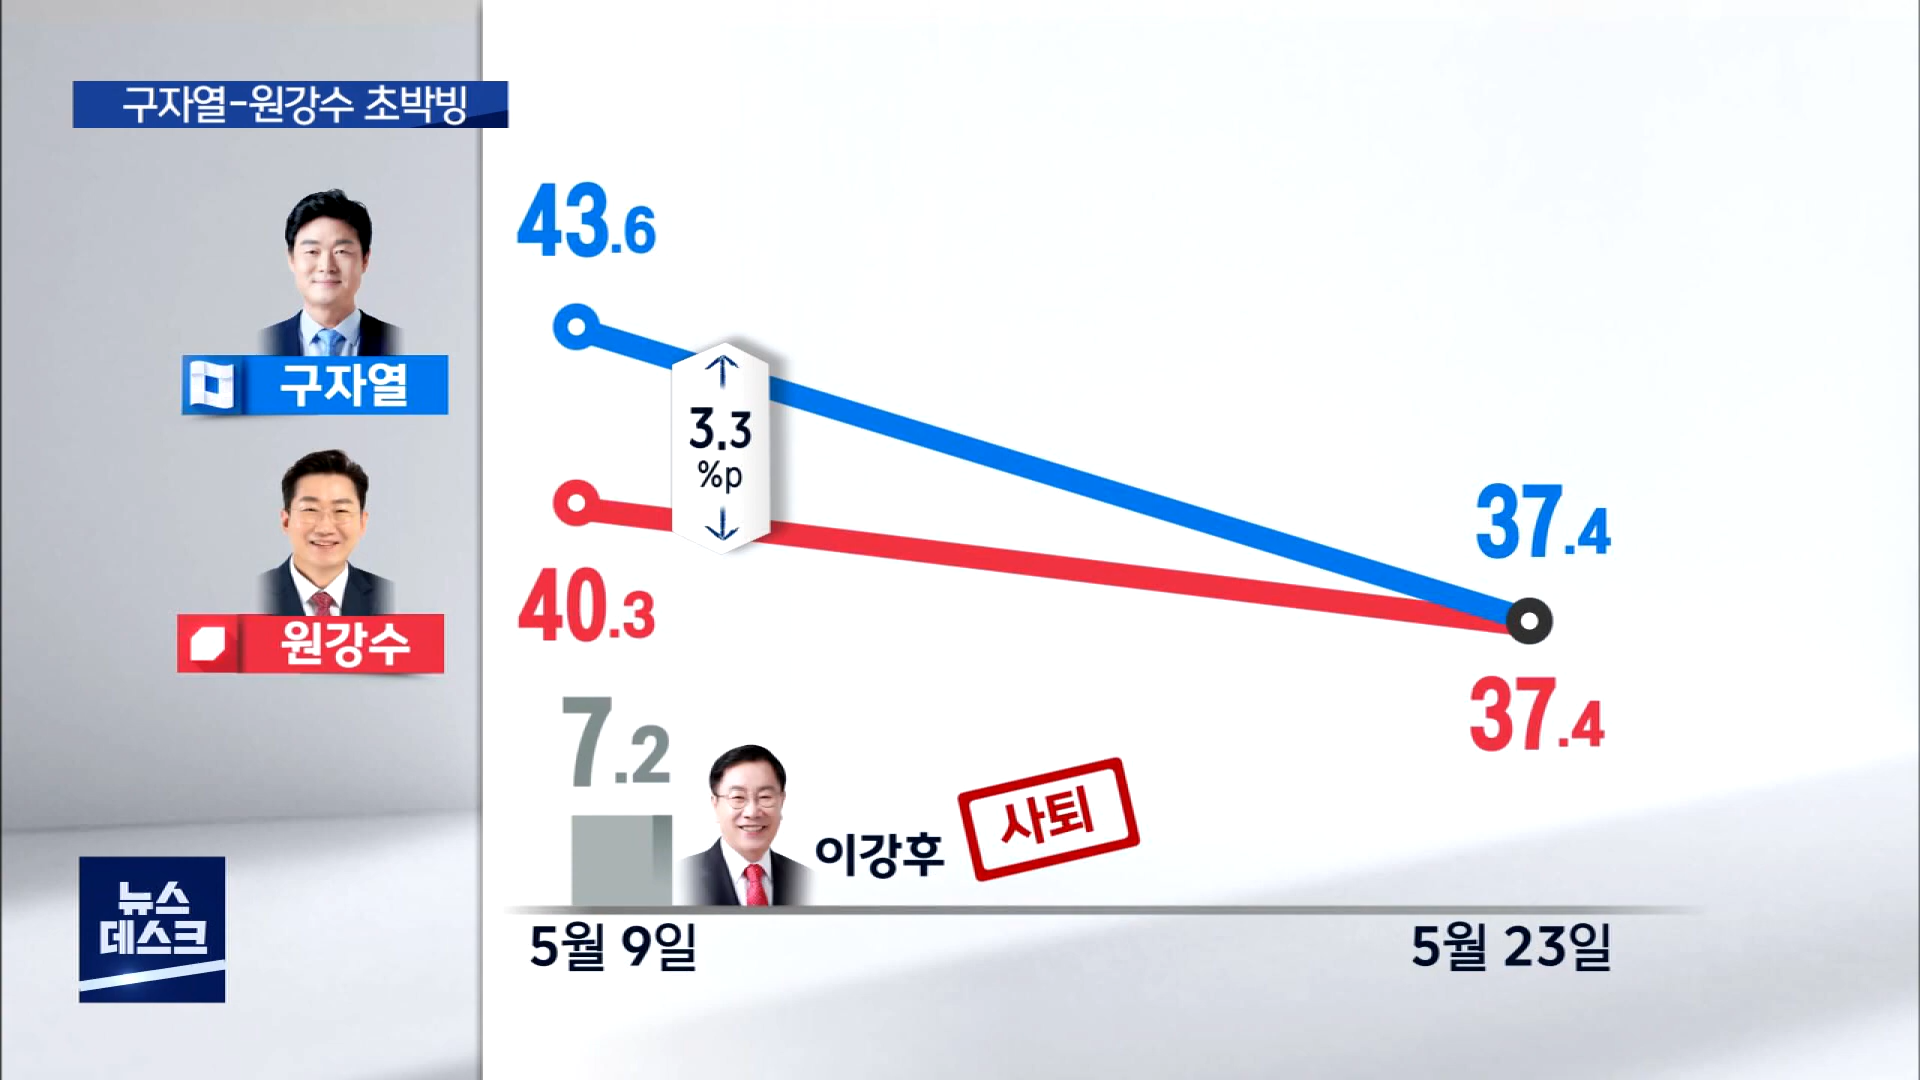 구자열-원강수 초박빙
43.6
구자열
3.3
%p
37.4
원강수
40.3
37.4
7.2
이강후
사퇴
5월 9일
5월 23일
뉴스
데스크